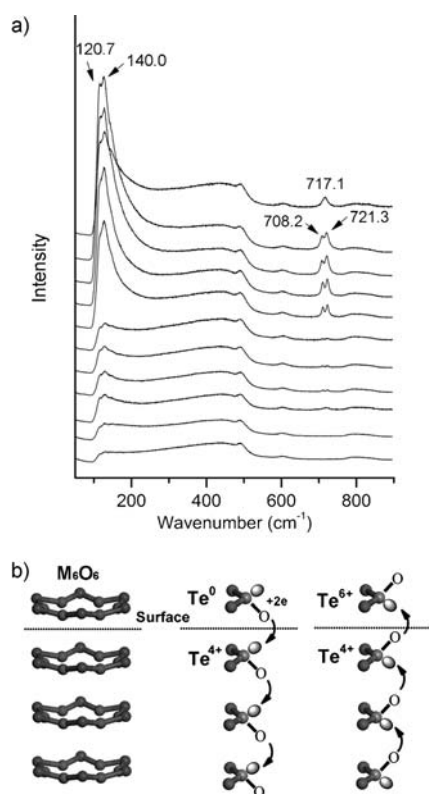 a)
120.7
140.0
717.1
708.2
721.3
Intensity
200
400
600
800
Wavenumber (cm⁻¹)
b)
M₆O₆
Surface
Te⁰
O
+2e
Te⁴⁺
O
O
O
O
Te⁶⁺
O
Te⁴⁺
O
O